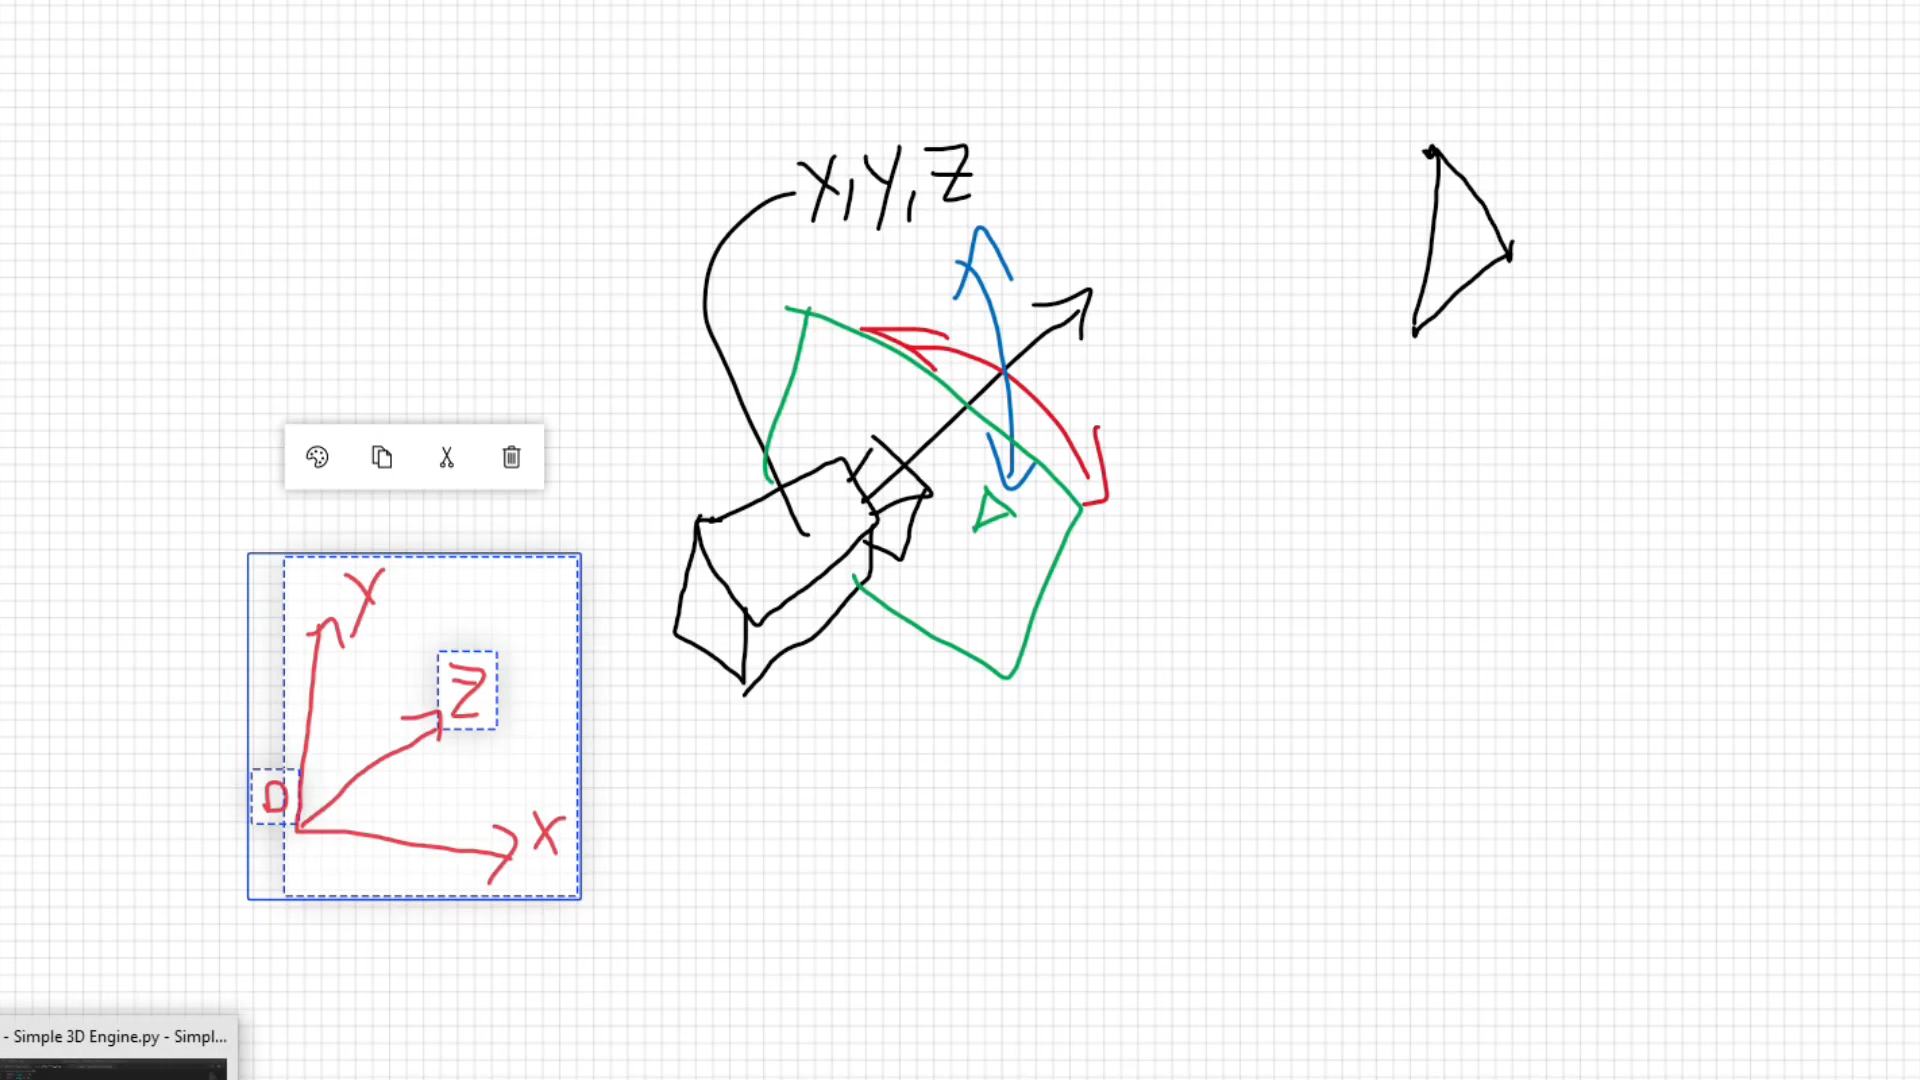 X, Y, Z
Y
Z
O
X
- Simple 3D Engine.py - Simpl...